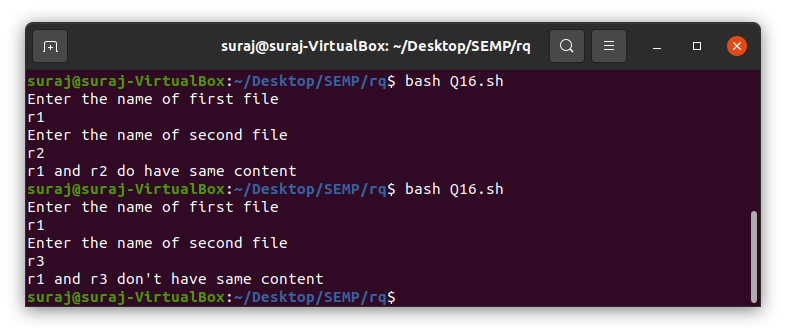 suraj@suraj-VirtualBox: ~/Desktop/SEMP/rq
suraj@suraj-VirtualBox:~/Desktop/SEMP/rq$ bash Q16.sh
Enter the name of first file
r1
Enter the name of second file
r2
r1 and r2 do have same content
suraj@suraj-VirtualBox:~/Desktop/SEMP/rq$ bash Q16.sh
Enter the name of first file
r1
Enter the name of second file
r3
r1 and r3 don't have same content
suraj@suraj-VirtualBox:~/Desktop/SEMP/rq$